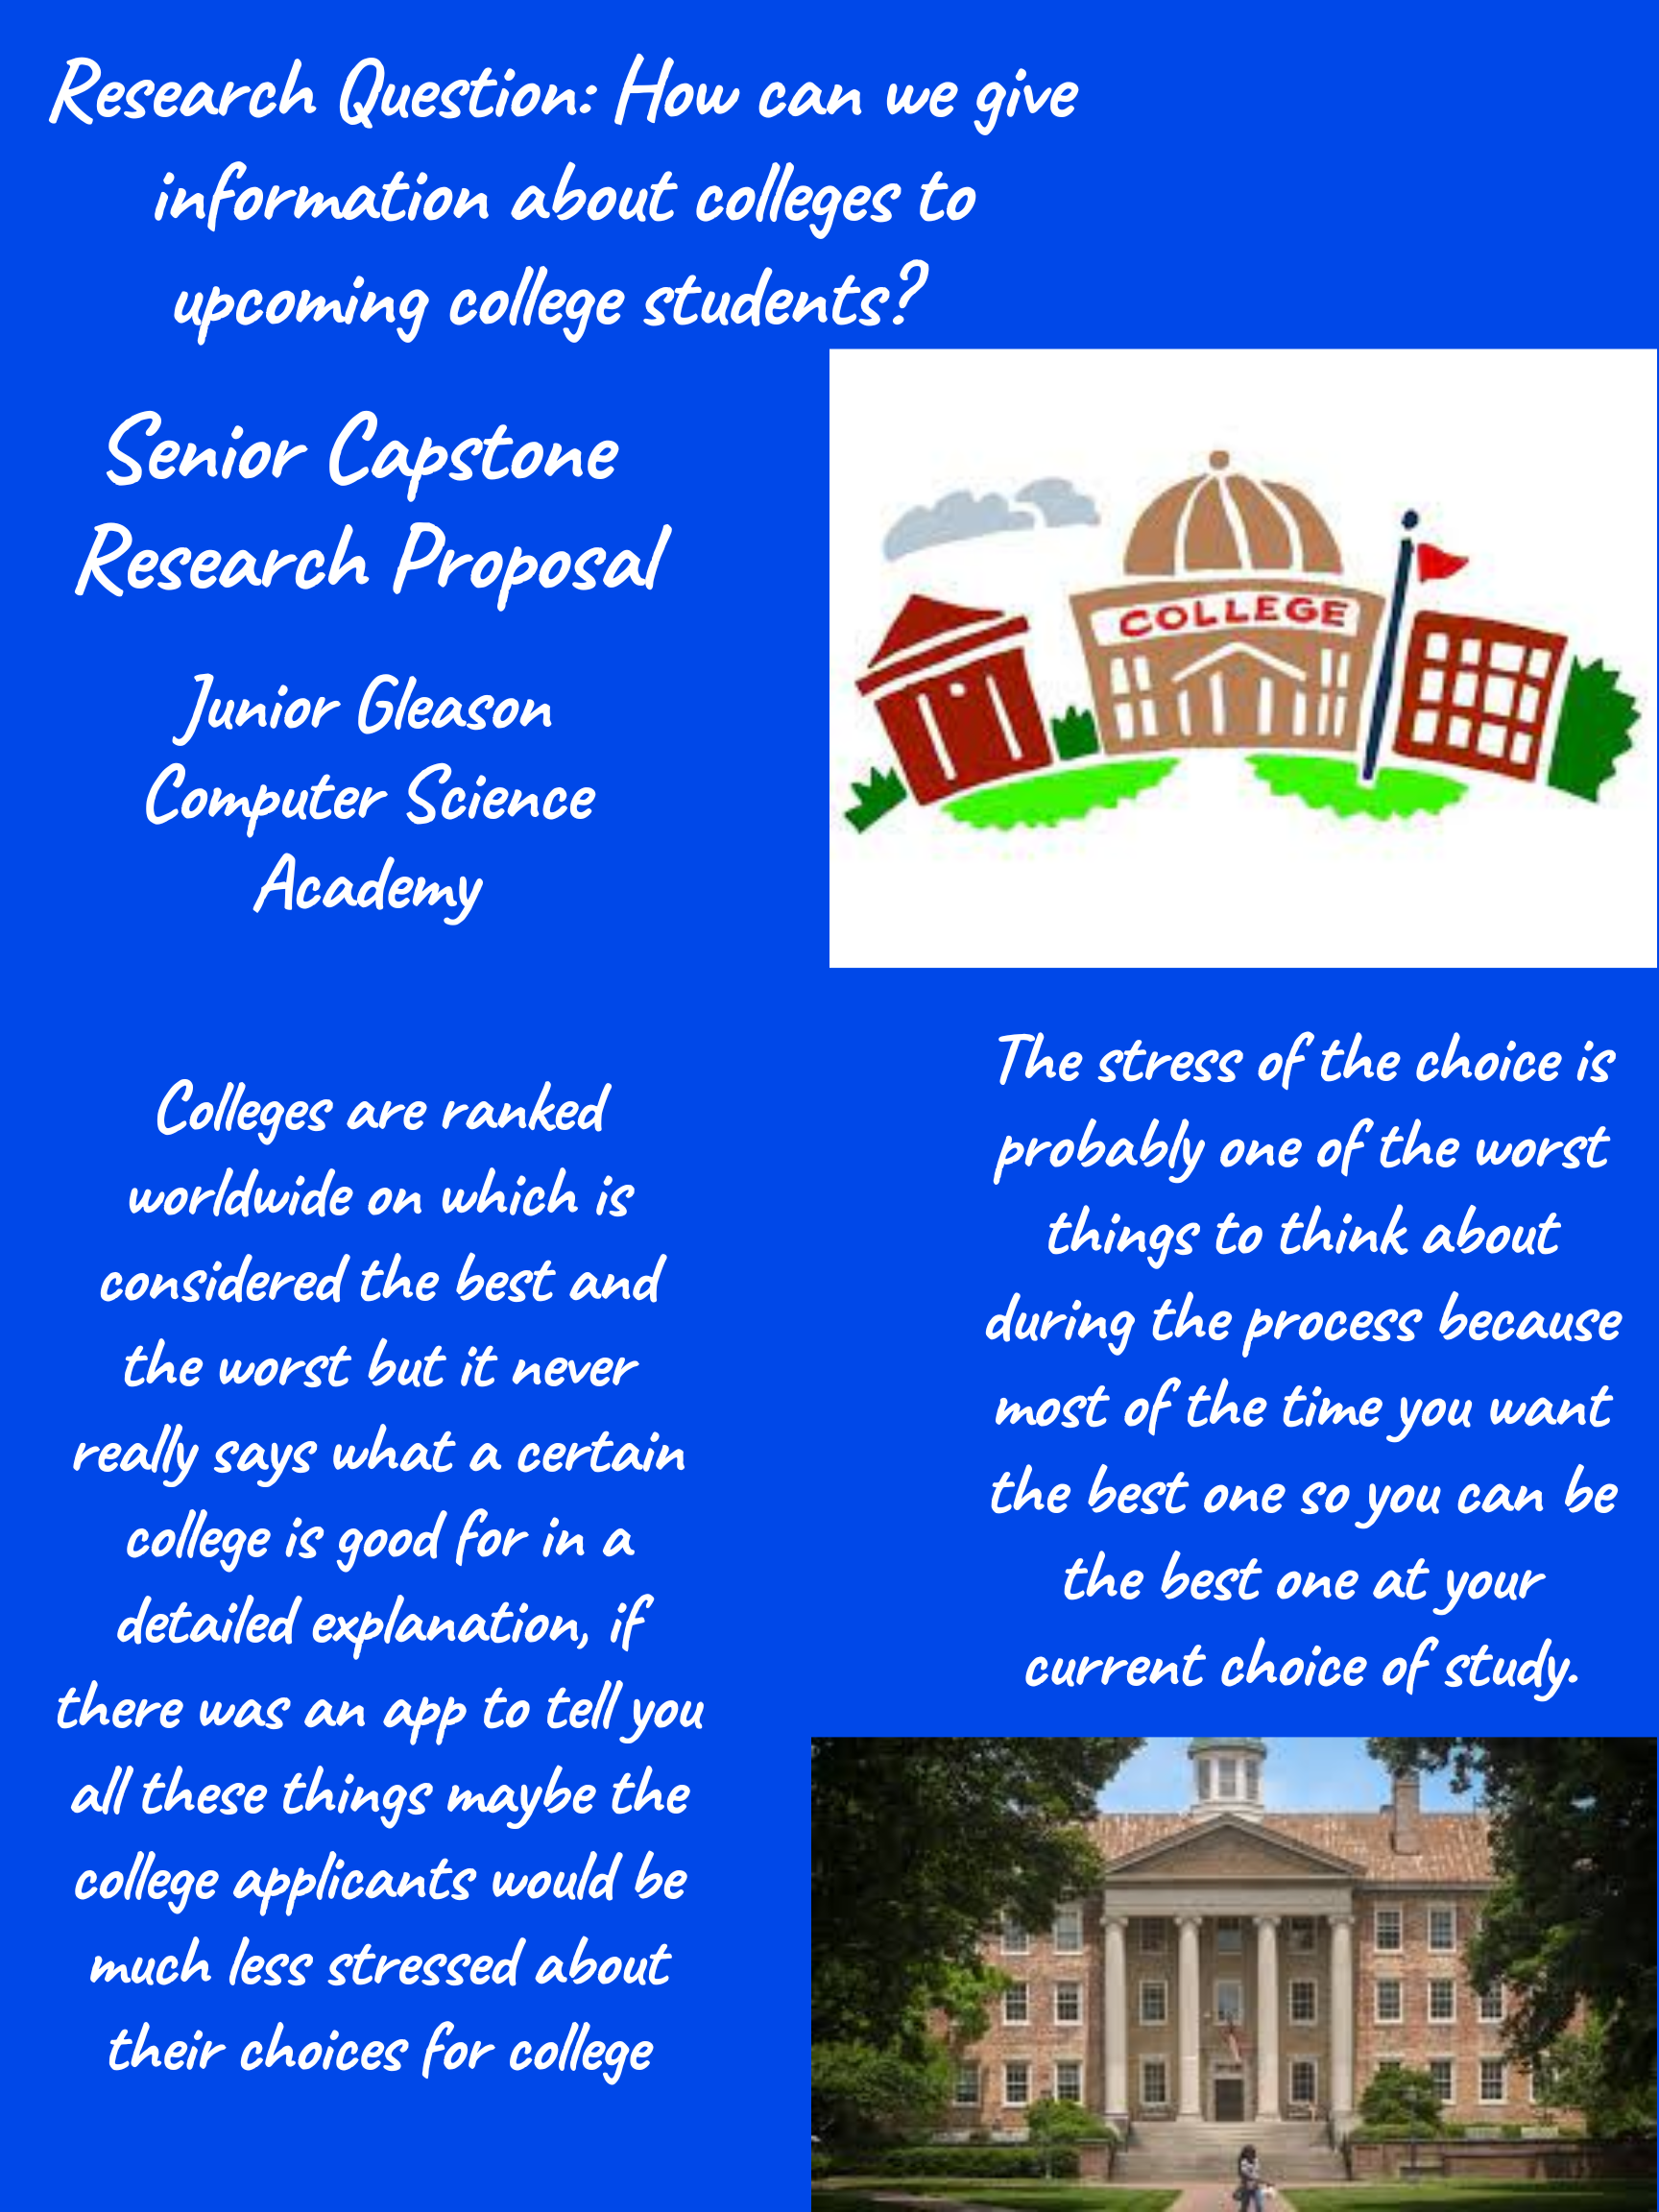 Research Question: How can we give
information about colleges to
upcoming college students?
Senior Capstone
Research Proposal
Junior Gleason
Computer Science
Academy
COLLEGE
Colleges are ranked
worldwide on which is
considered the best and
the worst but it never
really says what a certain
college is good for in a
detailed explanation, if
there was an app to tell you
all these things maybe the
college applicants would be
much less stressed about
their choices for college
The stress of the choice is
probably one of the worst
things to think about
during the process because
most of the time you want
the best one so you can be
the best one at your
current choice of study.